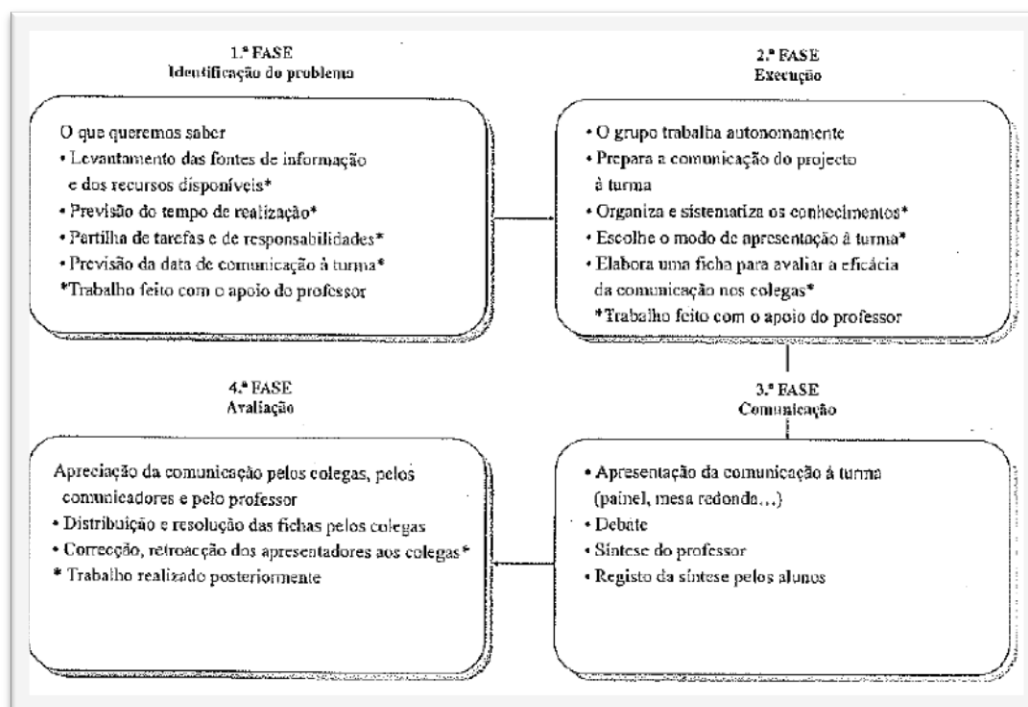 1.ª FASE
Identificação do problema
O que queremos saber
• Levantamento das fontes de informação
e dos recursos disponíveis*
• Previsão do tempo de realização*
• Partilha de tarefas e de responsabilidades*
• Previsão da data de comunicação à turma*
*Trabalho feito com o apoio do professor
2.ª FASE
Execução
• O grupo trabalha autonomamente
• Prepara a comunicação do projecto
à turma
• Organiza e sistematiza os conhecimentos*
• Escolhe o modo de apresentação à turma*
• Elabora uma ficha para avaliar a eficácia
da comunicação nos colegas*
*Trabalho feito com o apoio do professor
3.ª FASE
Comunicação
• Apresentação da comunicação à turma
(painel, mesa redonda...)
• Debate
• Síntese do professor
• Registo da síntese pelos alunos
4.ª FASE
Avaliação
Apreciação da comunicação pelos colegas, pelos
comunicadores e pelo professor
• Distribuição e resolução das fichas pelos colegas
• Correcção, retroacção dos apresentadores aos colegas*
* Trabalho realizado posteriormente